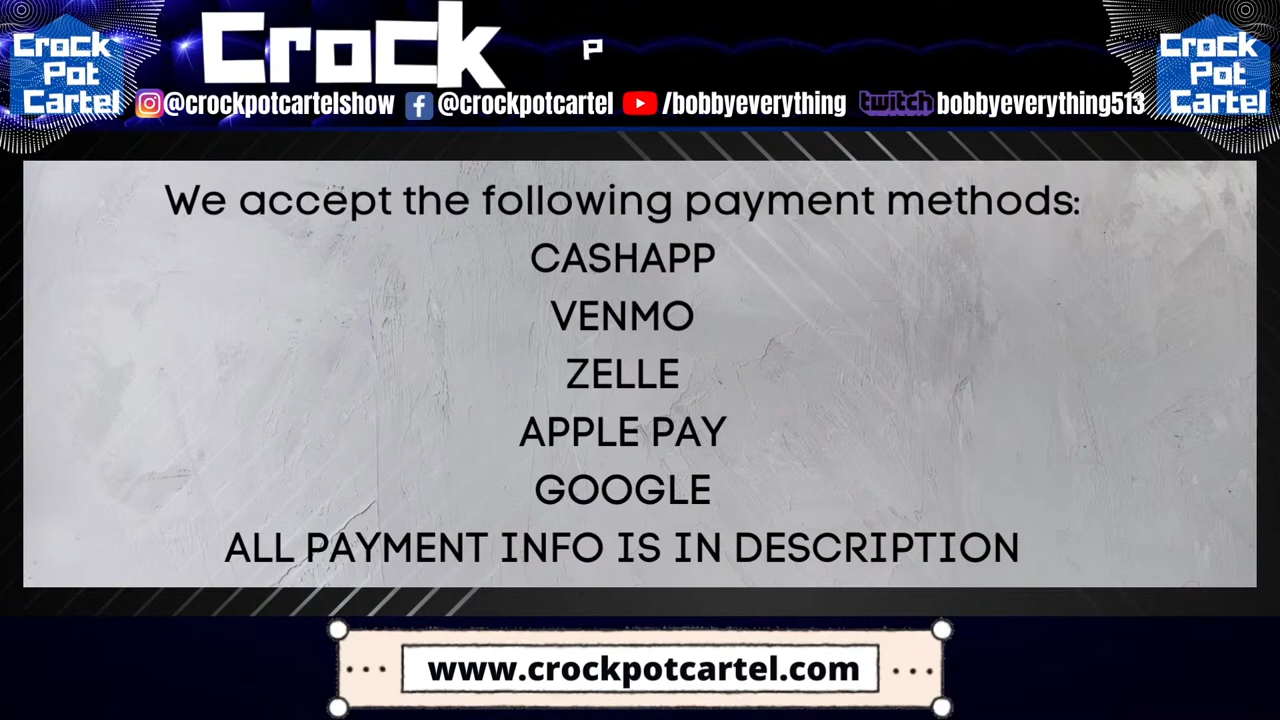 Crock P
Crock
Pot
Cartel
Crock
Pot
Cartel
@crockpotcartelshow @crockpotcartel /bobbyeverything twitch bobbyeverything513
We accept the following payment methods:
CASHAPP
VENMO
ZELLE
APPLE PAY
GOOGLE
ALL PAYMENT INFO IS IN DESCRIPTION
www.crockpotcartel.com